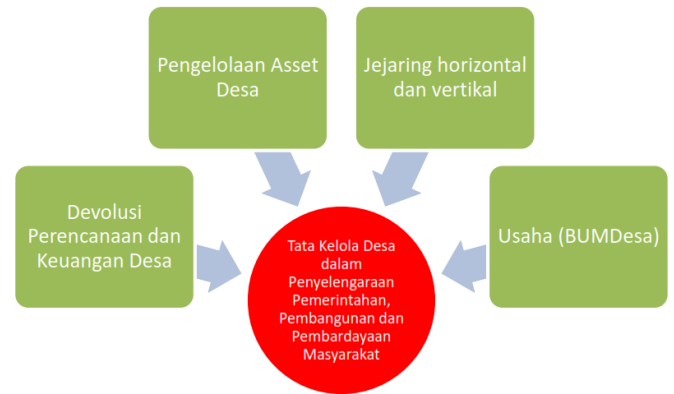 Pengelolaan Asset
Desa
Jejaring horizontal
dan vertikal
Devolusi
Perencanaan dan
Keuangan Desa
Usaha (BUMDesa)
Tata Kelola Desa
dalam
Penyelengaraan
Pemerintahan,
Pembangunan dan
Pembardayaan
Masyarakat